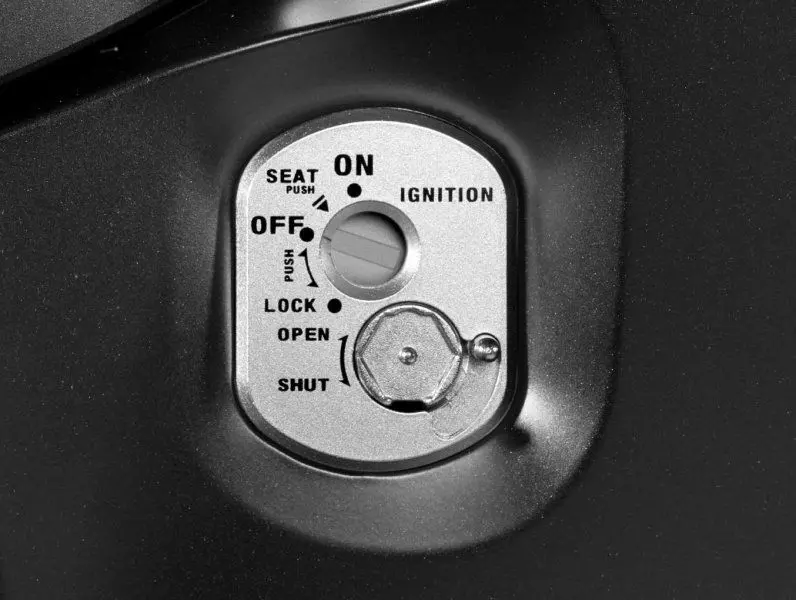 ON
SEAT
PUSH
IGNITION
OFF
PUSH
LOCK
OPEN
SHUT